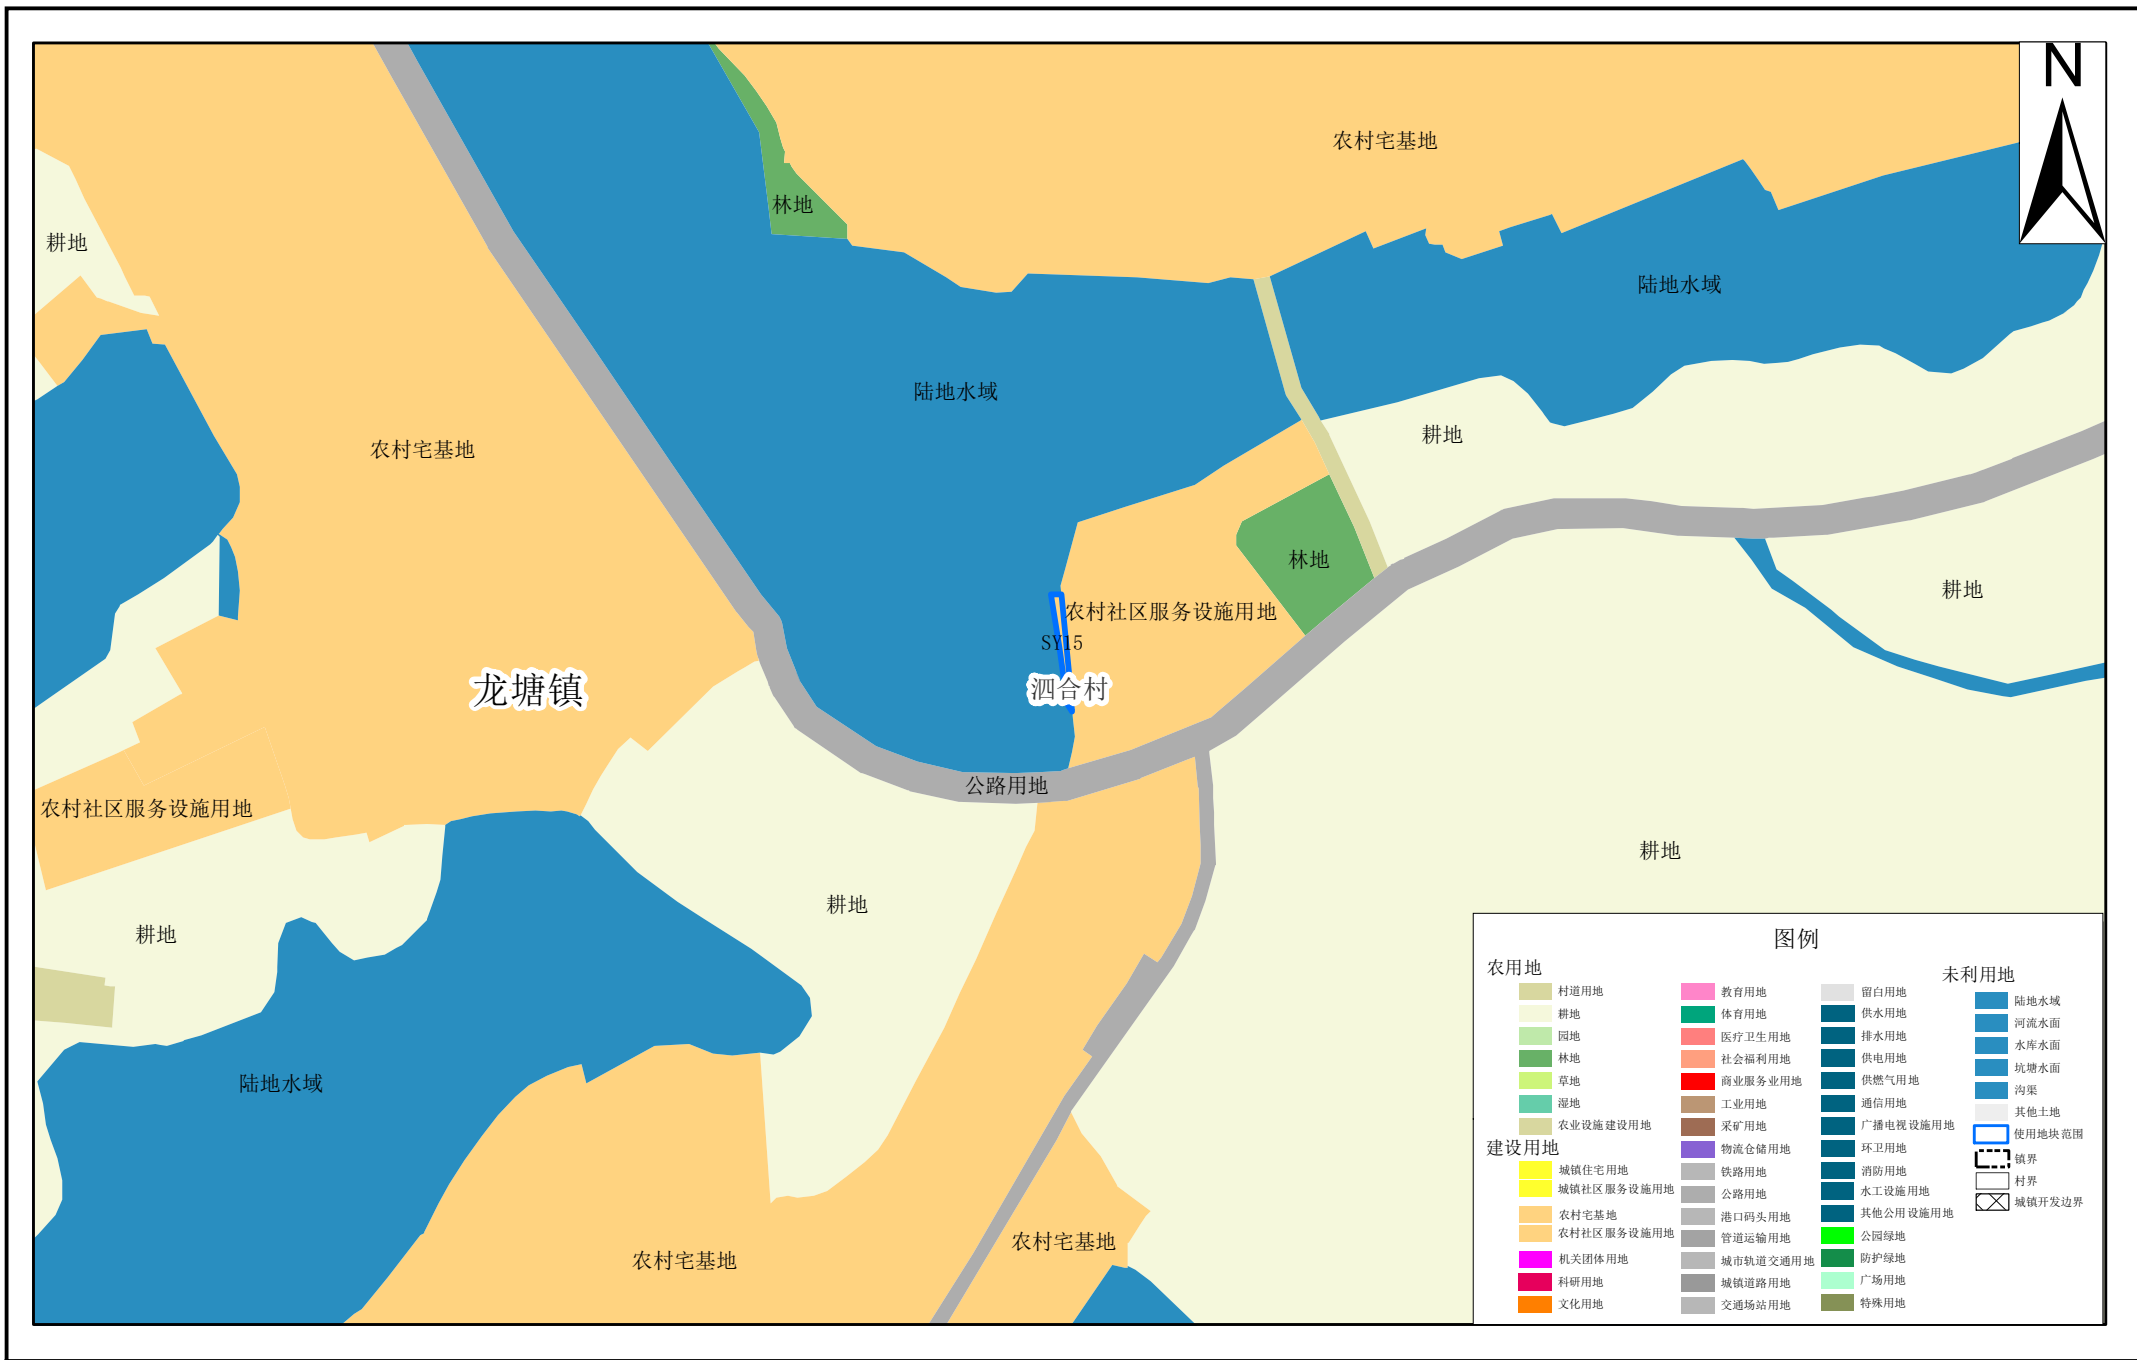 N
农村宅基地
林地
耕地
陆地水域
陆地水域
耕地
农村宅基地
林地
耕地
农村社区服务设施用地
SY15
龙塘镇
泗合村
公路用地
农村社区服务设施用地
耕地
耕地
耕地
陆地水域
农村宅基地
农村宅基地
图例
农用地
村道用地
耕地
园地
林地
草地
湿地
农业设施建设用地
建设用地
城镇住宅用地
城镇社区服务设施用地
农村宅基地
农村社区服务设施用地
机关团体用地
科研用地
文化用地
教育用地
体育用地
医疗卫生用地
社会福利用地
商业服务业用地
工业用地
采矿用地
物流仓储用地
铁路用地
公路用地
港口码头用地
管道运输用地
城市轨道交通用地
城镇道路用地
交通场站用地
留白用地
供水用地
排水用地
供电用地
供燃气用地
通信用地
广播电视设施用地
环卫用地
消防用地
水工设施用地
其他公用设施用地
公园绿地
防护绿地
广场用地
特殊用地
未利用地
陆地水域
河流水面
水库水面
坑塘水面
沟渠
其他土地
使用地块范围
镇界
村界
城镇开发边界